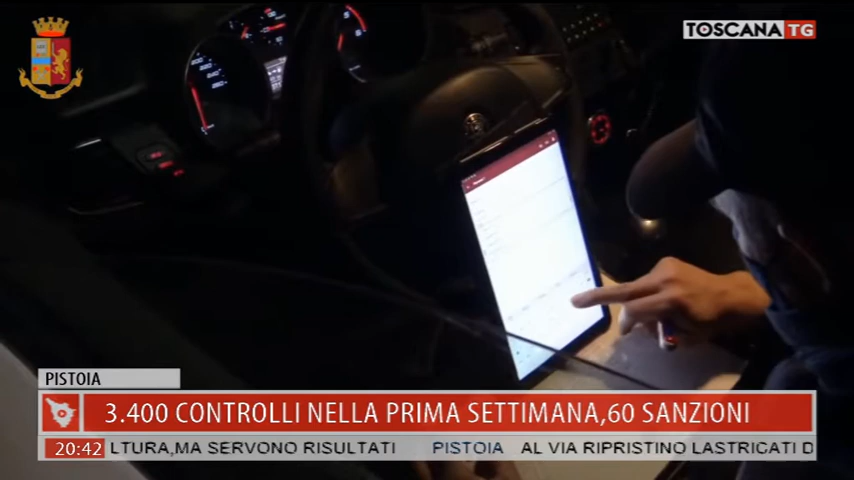 TOSCANA TG
PISTOIA
3.400 CONTROLLI NELLA PRIMA SETTIMANA,60 SANZIONI
20:42 LTURA,MA SERVONO RISULTATI PISTOIA AL VIA RIPRISTINO LASTRICATI D